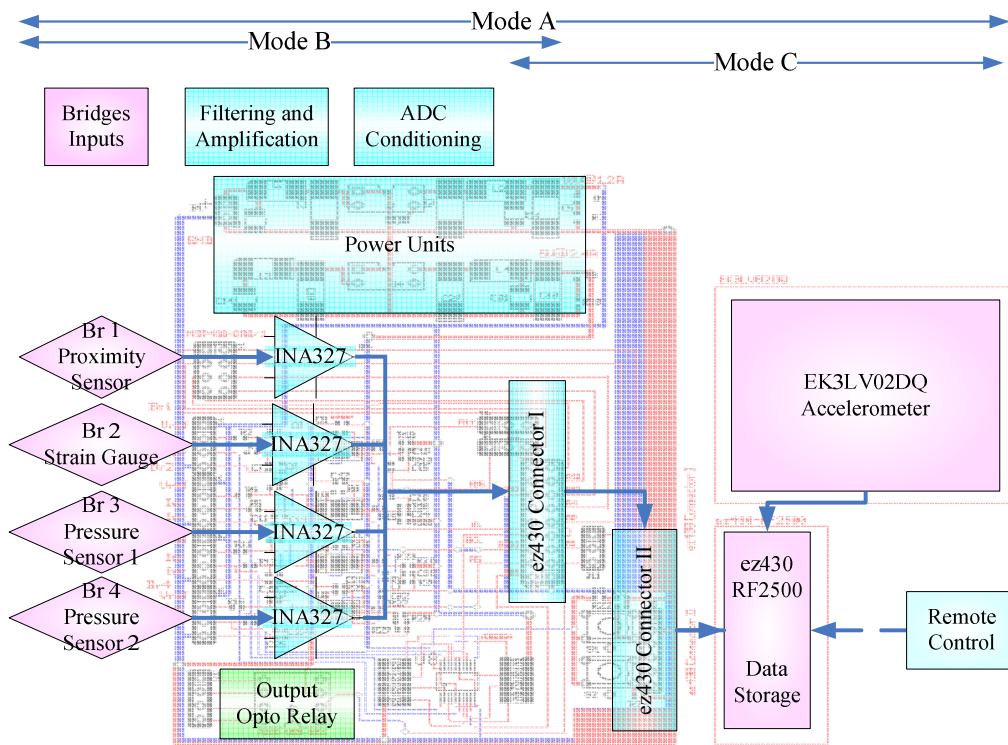 Mode A
Mode B
Mode C
Bridges
Inputs
Filtering and
Amplification
ADC
Conditioning
Power Units
Br 1
Proximity
Sensor
INA327
Br 2
Strain Gauge
INA327
Br 3
Pressure
Sensor 1
INA327
Br 4
Pressure
Sensor 2
INA327
ez430 Connector I
ez430 Connector II
EK3LV02DQ
Accelerometer
ez430
RF2500
Data
Storage
Remote
Control
Output
Opto Relay